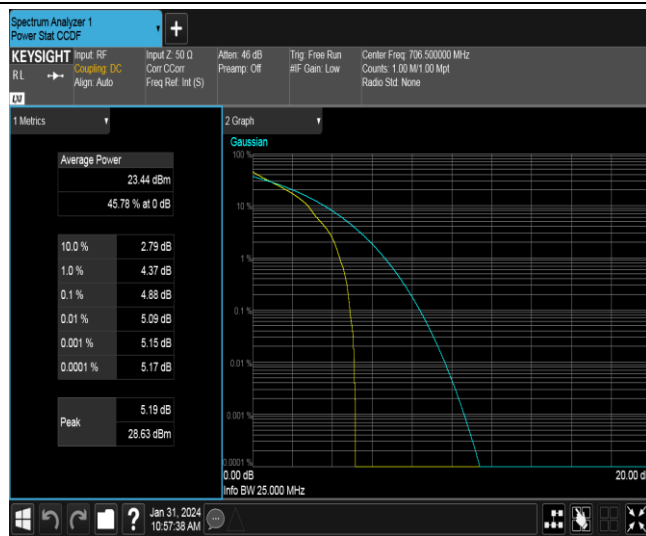 Spectrum Analyzer 1
Power Stat CCDF
+
KEYSIGHT
RL
LXI
Input: RF
Coupling: DC
Align: Auto
Input Z: 50 Ω
Corr CCorr
Freq Ref: Int (S)
Atten: 46 dB
Preamp: Off
Trig: Free Run
#IF Gain: Low
Center Freq: 706.500000 MHz
Counts: 1.00 M/1.00 Mpt
Radio Std: None
1 Metrics
Average Power
23.44 dBm
45.78 % at 0 dB
10.0 % 2.79 dB
1.0 % 4.37 dB
0.1 % 4.88 dB
0.01 % 5.09 dB
0.001 % 5.15 dB
0.0001 % 5.17 dB
Peak
5.19 dB
28.63 dBm
2 Graph
Gaussian
100 %
10 %
1 %
0.1 %
0.01 %
0.001 %
0.0001 %
0.00 dB
20.00 d
Info BW 25.000 MHz
?
Jan 31, 2024
10:57:38 AM